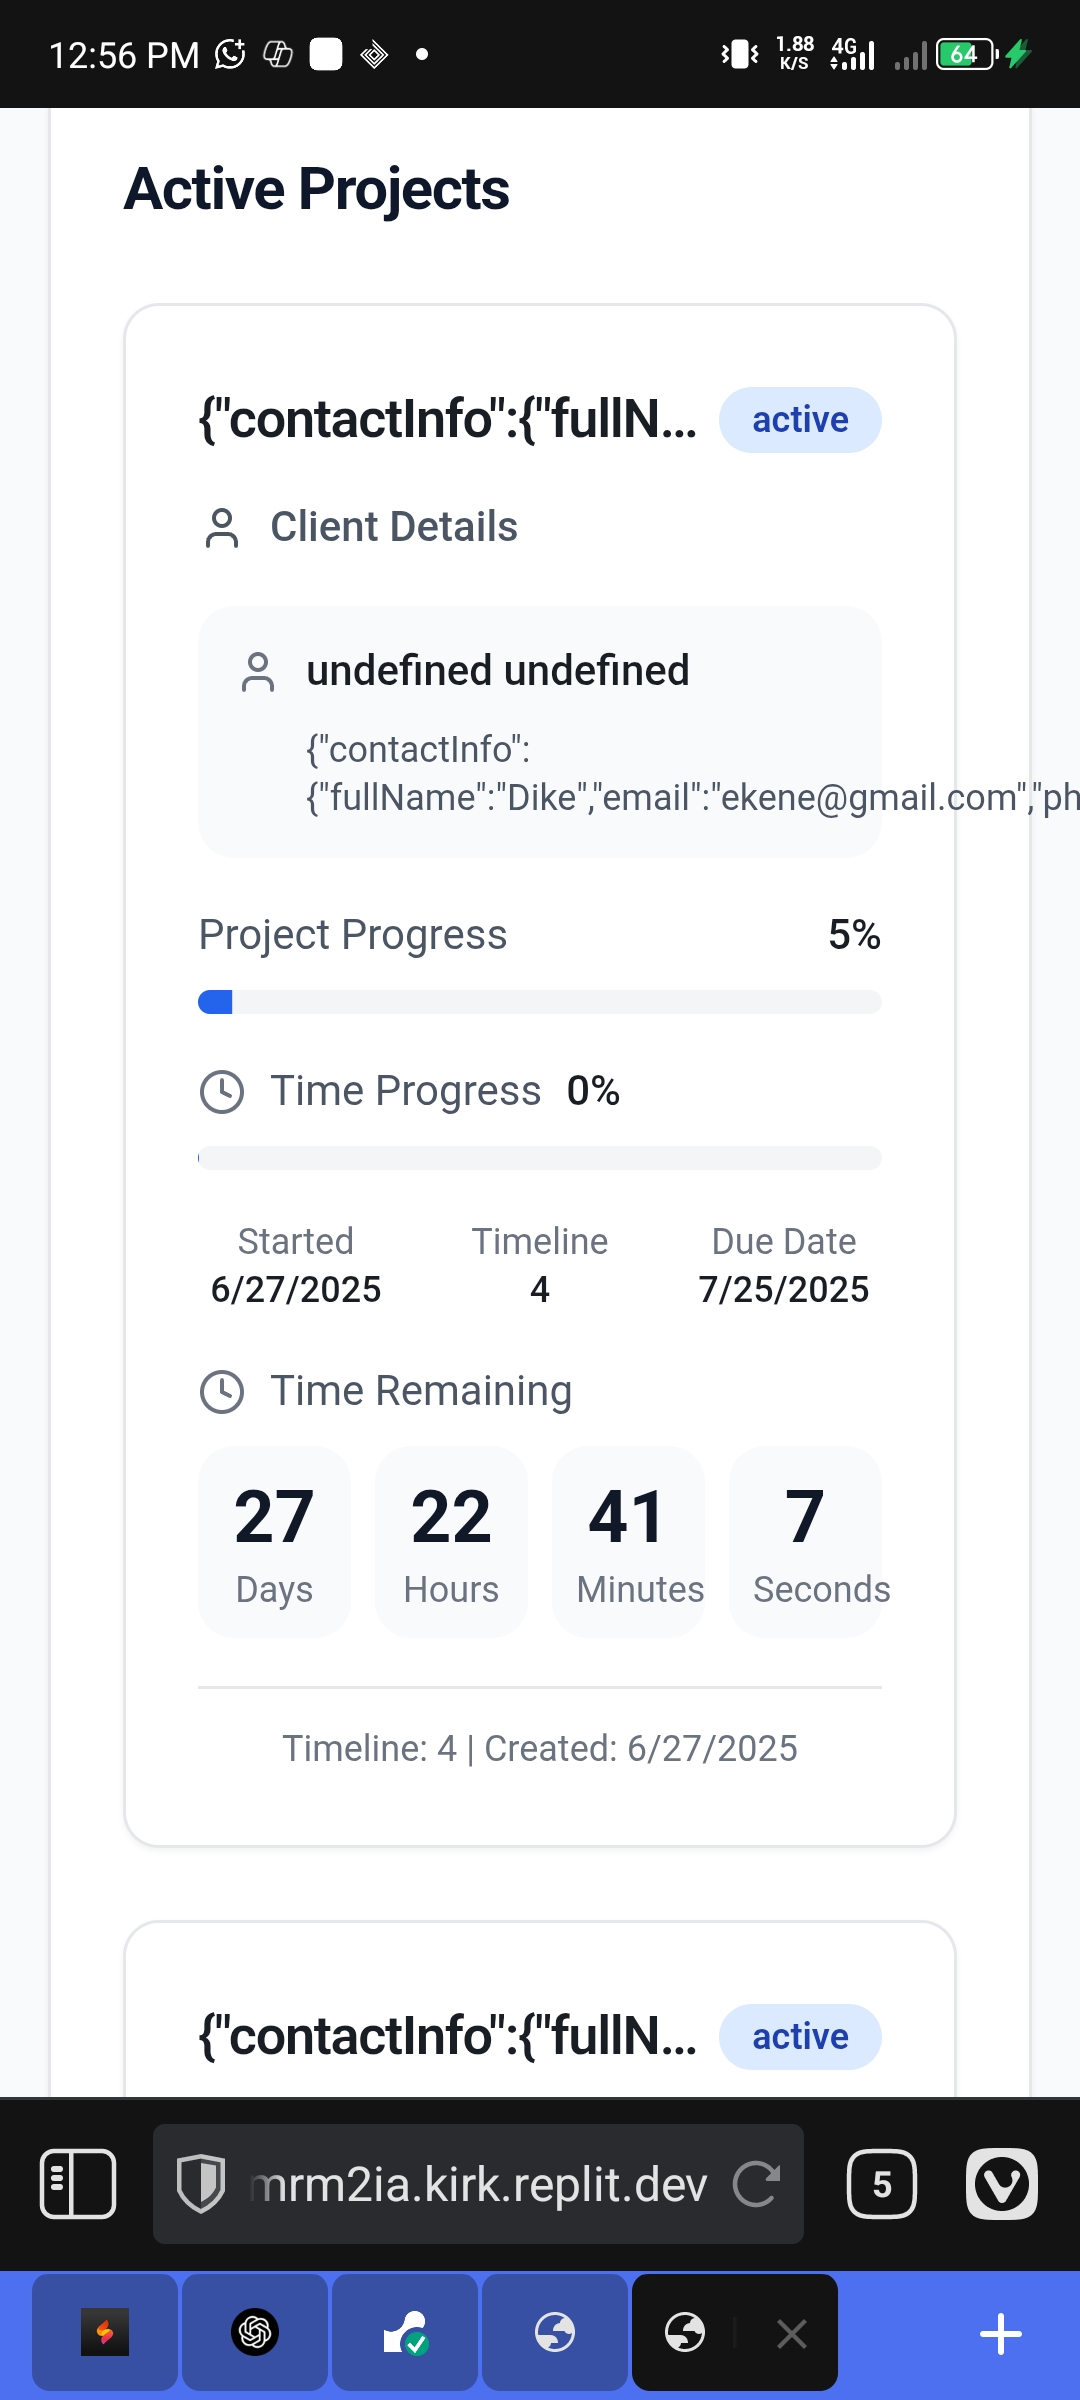 12:56 PM
1.88
K/S
4G
64
Active Projects
{"contactInfo":{"fullN...
active
Client Details
undefined undefined
{"contactInfo":
{"fullName":"Dike","email":"ekene@gmail.com","ph
Project Progress
5%
Time Progress 0%
Started
Timeline
Due Date
6/27/2025
4
7/25/2025
Time Remaining
27
22
41
7
Days
Hours
Minutes
Seconds
Timeline: 4 | Created: 6/27/2025
{"contactInfo":{"fullN...
active
mrm2ia.kirk.replit.dev
5